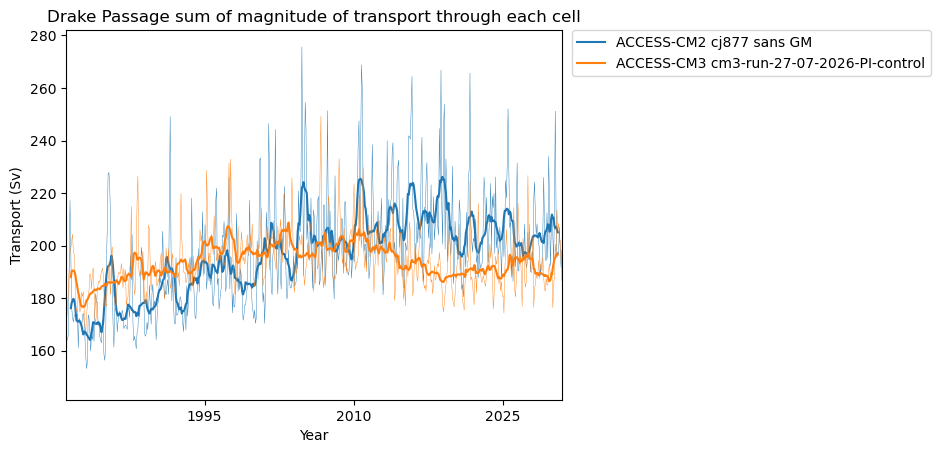 Drake Passage sum of magnitude of transport through each cell
280
260
240
220
200
180
160
Transport (Sv)
1995
2010
2025
Year
ACCESS-CM2 cj877 sans GM
ACCESS-CM3 cm3-run-27-07-2026-PI-control